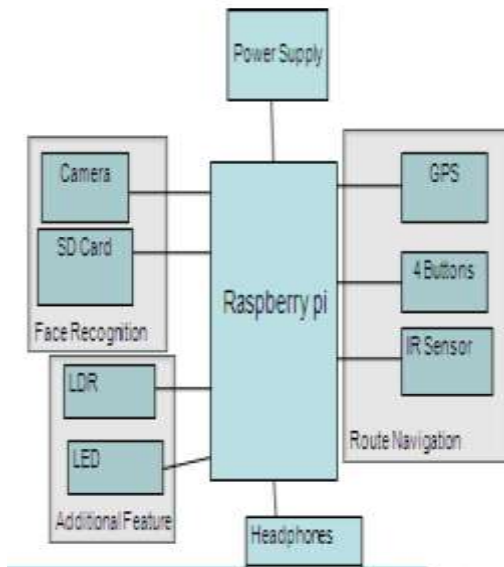 Power Supply
Camera
SD Card
Face Recognition
LDR
LED
Additional Feature
Raspberry pi
GPS
4 Buttons
IR Sensor
Route Navigation
Headphones